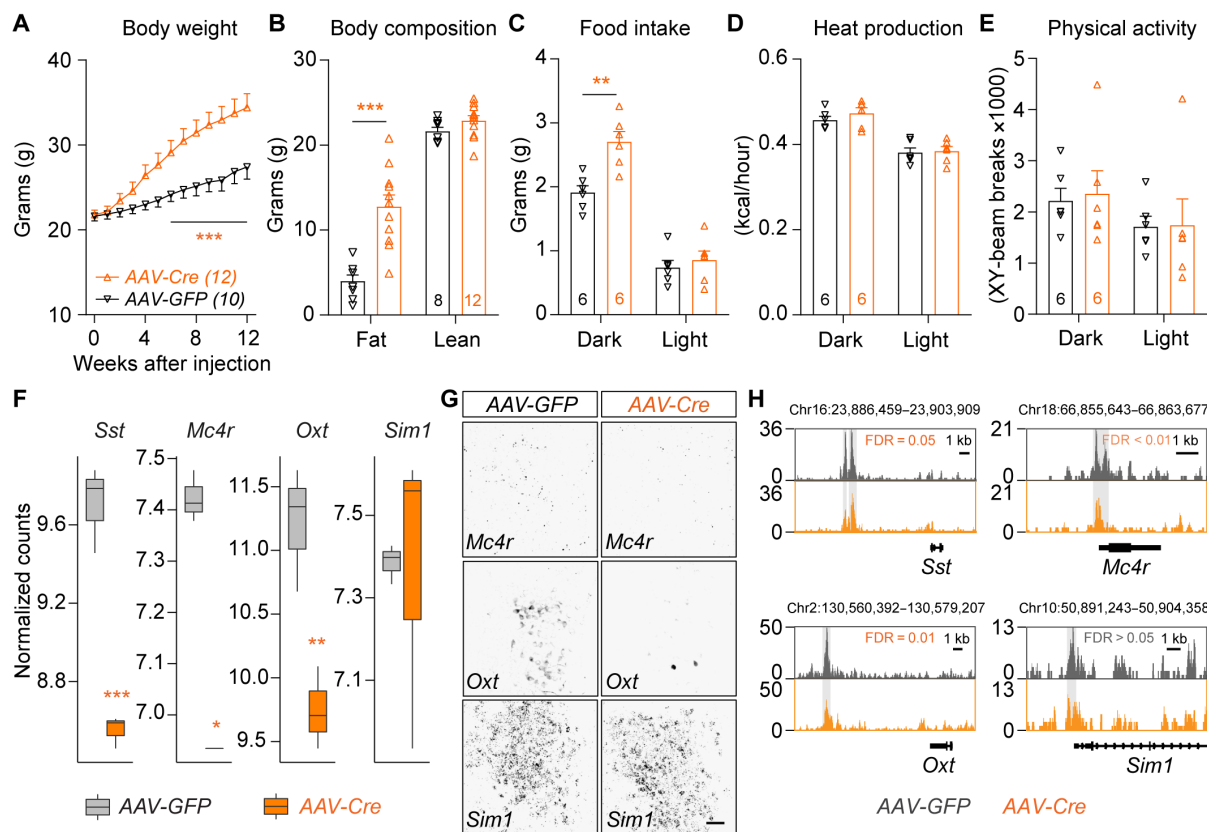 A
Body weight
Grams (g)
40
30
20
10
0
4
8
12
Weeks after injection
***
AAV-Cre (12)
AAV-GFP (10)
B
Body composition
Grams (g)
30
20
10
0
***
8
12
Fat
Lean
C
Food intake
Grams (g)
4
3
2
1
0
**
6
6
Dark
Light
D
Heat production
(kcal/hour)
0.6
0.4
0.2
0.0
6
6
Dark
Light
E
Physical activity
(XY-beam breaks ×1000)
5
4
3
2
1
0
6
6
Dark
Light
F
Normalized counts
Sst
9.6
9.2
8.8
***
Mc4r
7.5
7.4
7.3
7.2
7.1
7.0
*
Oxt
11.5
11.0
10.5
10.0
9.5
**
Sim1
7.5
7.3
7.1
AAV-GFP
AAV-Cre
G
AAV-GFP
AAV-Cre
Mc4r
Mc4r
Oxt
Oxt
Sim1
Sim1
H
Chr16:23,886,459–23,903,909
36
FDR = 0.05
1 kb
0
36
0
Sst
Chr18:66,855,643–66,863,677
21
FDR < 0.01
1 kb
0
21
0
Mc4r
Chr2:130,560,392–130,579,207
50
FDR = 0.01
1 kb
0
50
0
Oxt
Chr10:50,891,243–50,904,358
13
FDR > 0.05
1 kb
0
13
0
Sim1
AAV-GFP
AAV-Cre